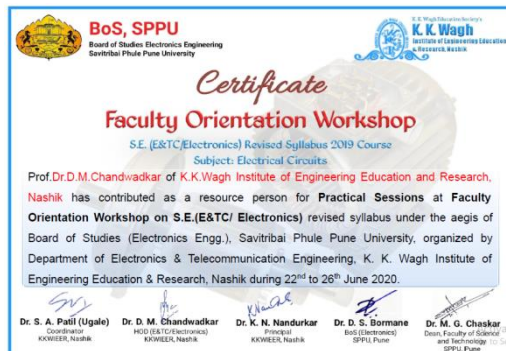 BoS, SPPU
Board of Studies Electronics Engineering
Savitribai Phule Pune University
K. K. Wagh Education Society's
K. K. Wagh
Institute of Engineering Education
& Research, Nashik
Certificate
Faculty Orientation Workshop
S.E. (E&TC/Electronics) Revised Syllabus 2019 Course
Subject: Electrical Circuits
Prof.Dr.D.M.Chandwadkar of K.K.Wagh Institute of Engineering Education and Research,
Nashik has contributed as a resource person for Practical Sessions at Faculty
Orientation Workshop on S.E.(E&TC/ Electronics) revised syllabus under the aegis of
Board of Studies (Electronics Engg.), Savitribai Phule Pune University, organized by
Department of Electronics & Telecommunication Engineering, K. K. Wagh Institute of
Engineering Education & Research, Nashik during 22nd to 26th June 2020.
Dr. S. A. Patil (Ugale)
Coordinator
KKWIEER, Nashik
Dr. D. M. Chandwadkar
HOD (E&TC/Electronics)
KKWIEER, Nashik
Dr. K. N. Nandurkar
Principal
KKWIEER, Nashik
Dr. D. S. Bormane
BoS (Electronics)
SPPU, Pune
Dr. M. G. Chaskar
Dean, Faculty of Science
and Technology
SPPU, Pune